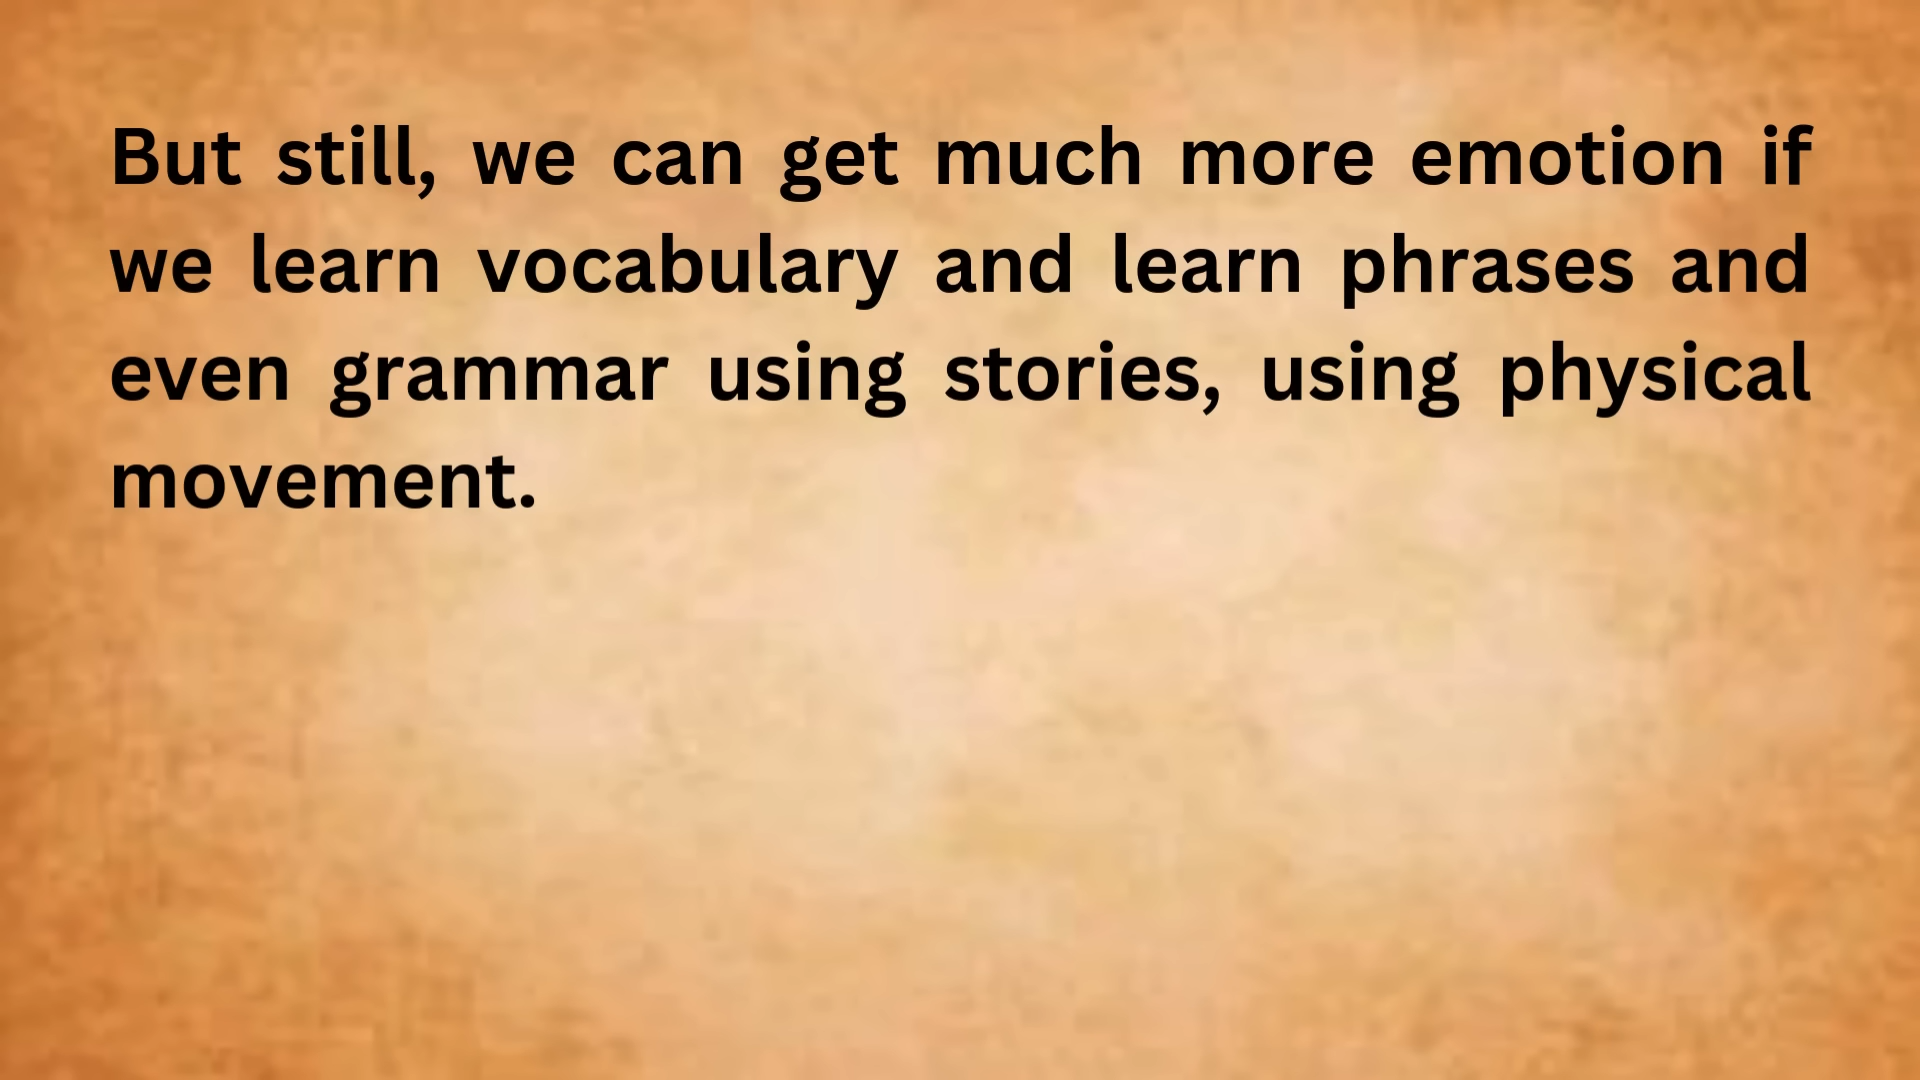 But still, we can get much more emotion if
we learn vocabulary and learn phrases and
even grammar using stories, using physical
movement.